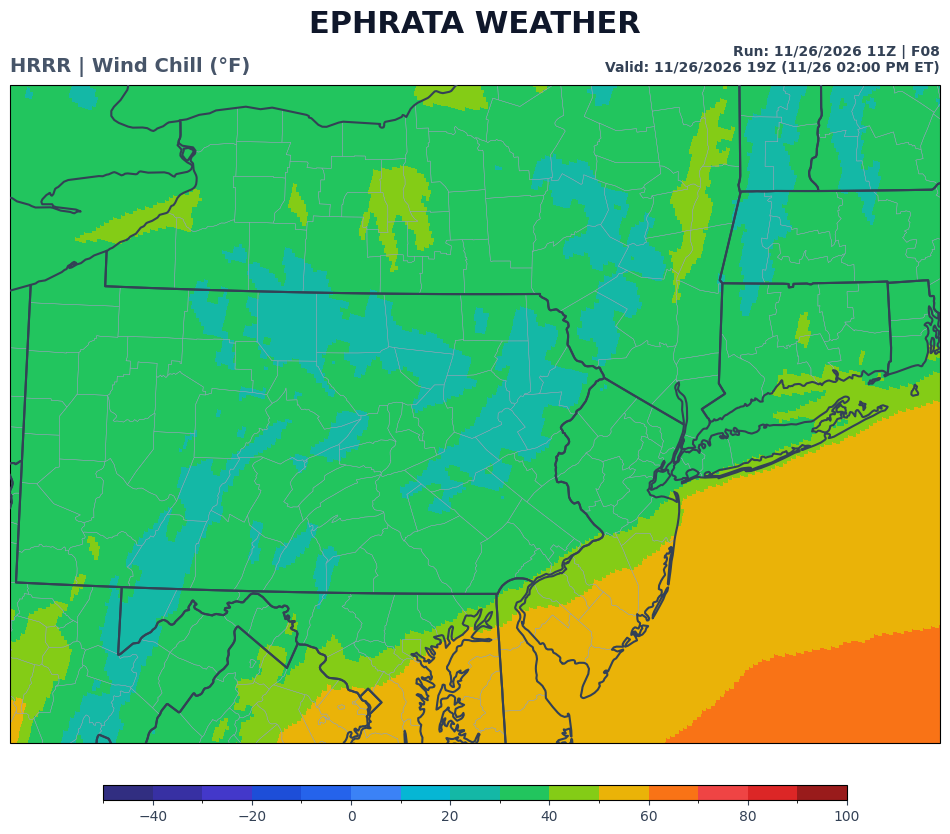 EPHRATA WEATHER
HRRR | Wind Chill (°F)
Run: 11/26/2026 11Z | F08
Valid: 11/26/2026 19Z (11/26 02:00 PM ET)
−40 −20 0 20 40 60 80 100